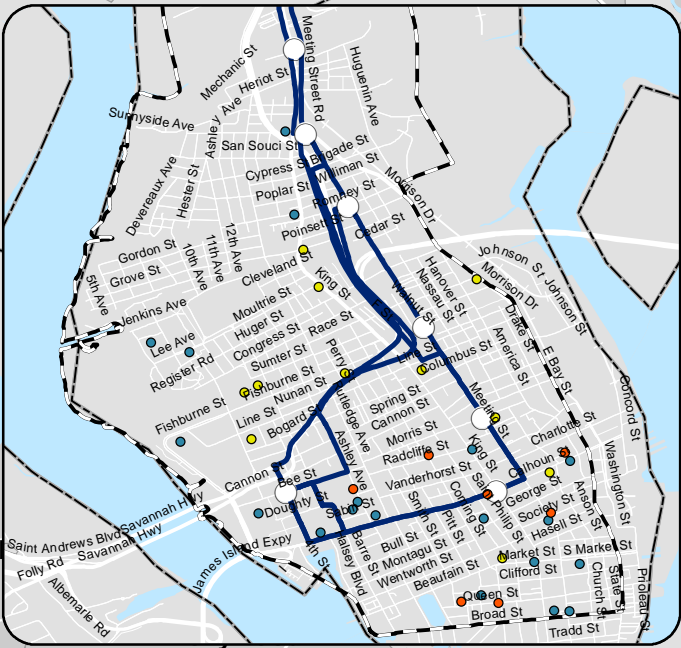 Meeting Street Rd
Mechanic St
Huguenin Ave
Heriot St
Sunnyside Ave
Ashley Ave
San Souci St
Brigade St
Cypress St
Williman St
Devereaux Ave
Hester St
Poplar St
Romney St
Morrison Dr
Poinsett St
Cedar St
12th Ave
11th Ave
10th Ave
Gordon St
Grove St
5th Ave
Cleveland St
King St
Hanover St
Nassau St
Johnson St
Johnson St
Morrison Dr
Jenkins Ave
Moultrie St
Huger St
Congress St
Race St
Walnut St
Drake St
Lee Ave
Register Rd
Sumter St
Perry
Line St
Columbus St
America St
E Bay St
Concord St
Fishburne St
Nunan St
Rutledge Ave
Fishburne St
Line St
Bogard St
Spring St
Cannon St
Meeting St
Morris St
Radcliffe St
King St
Charlotte St
Washington St
Ashley Ave
Calhoun St
Cannon St
Bee St
Vanderhorst St
Doughty St
Sabin St
Coming St
Saint Philip St
George St
Society St
Anson St
Savannah Hwy
Smith St
Pitt St
Hasell St
Saint Andrews Blvd
Savannah Hwy
Folly Rd
James Island Expy
Halsey Blvd
Barre St
Bull St
Montagu St
Wentworth St
Beaufain St
Market St
S Market St
Clifford St
Albemarle Rd
Queen St
Church St
State St
Prioleau St
Broad St
Tradd St